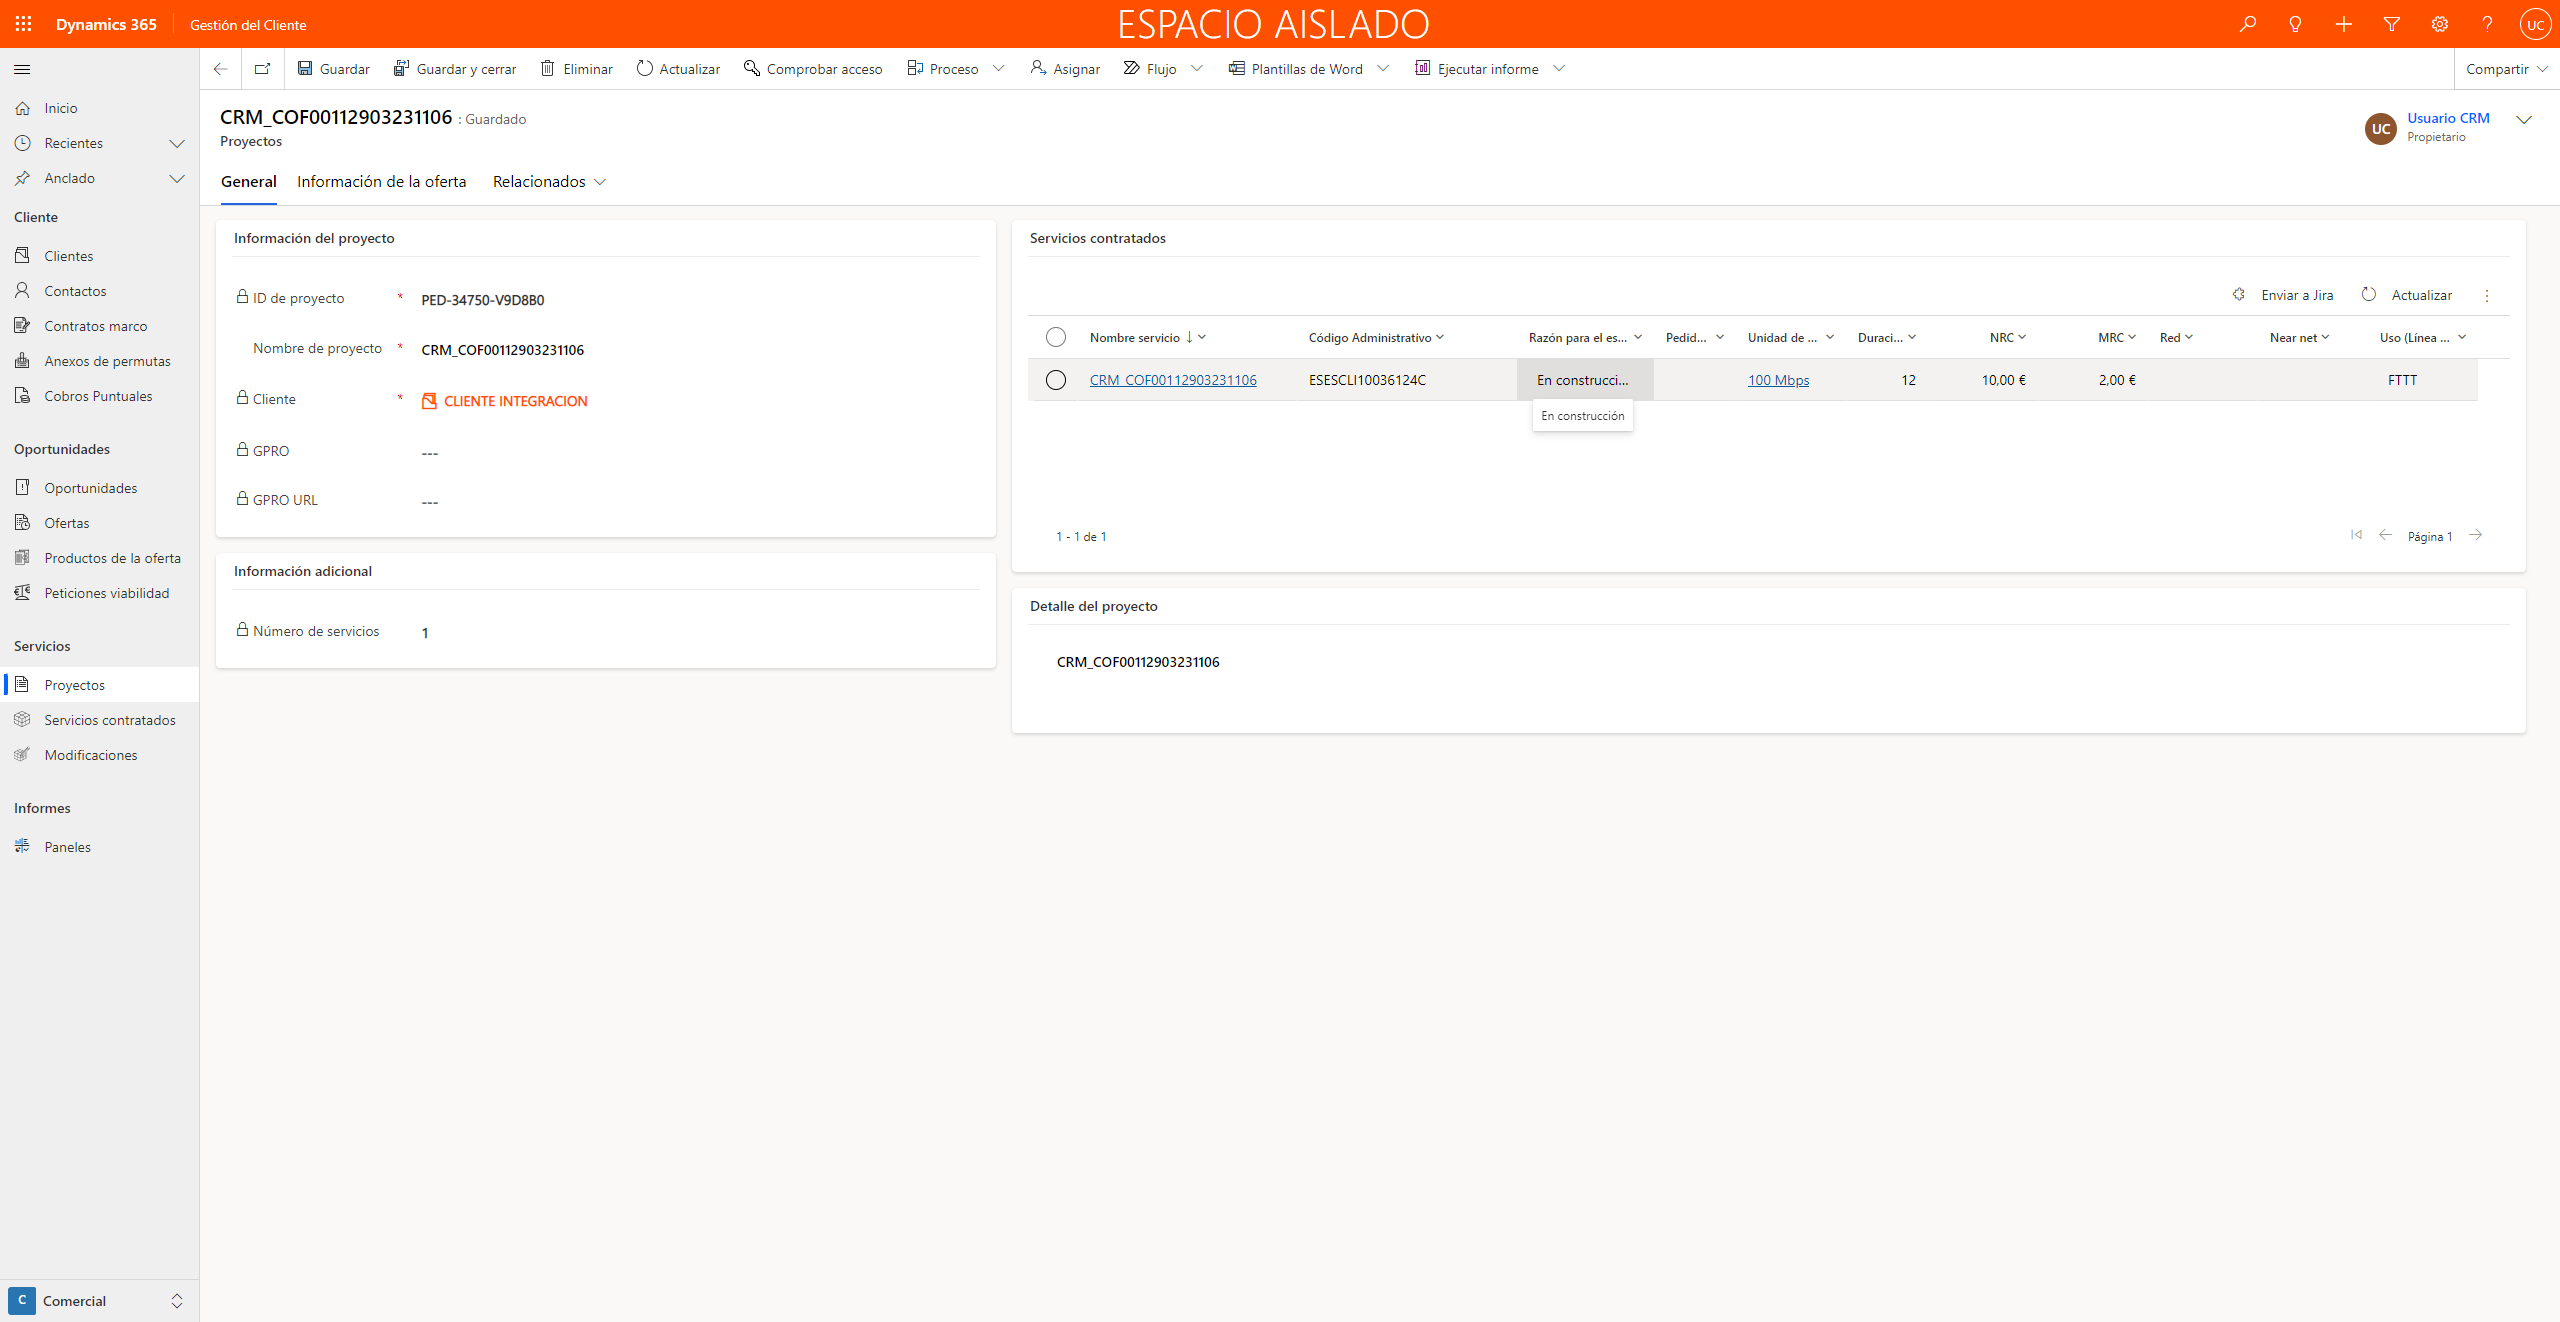 Dynamics 365
Gestión del Cliente
ESPACIO AISLADO
UC
Guardar
Guardar y cerrar
Eliminar
Actualizar
Comprobar acceso
Proceso
Asignar
Flujo
Plantillas de Word
Ejecutar informe
Compartir
Inicio
Recientes
Anclado
Cliente
Clientes
Contactos
Contratos marco
Anexos de permutas
Cobros Puntuales
Oportunidades
Oportunidades
Ofertas
Productos de la oferta
Peticiones viabilidad
Servicios
Proyectos
Servicios contratados
Modificaciones
Informes
Paneles
C Comercial
CRM_COF00112903231106 : Guardado
Proyectos
UC
Usuario CRM
Propietario
General
Información de la oferta
Relacionados
Información del proyecto
ID de proyecto * PED-34750-V9D8B0
Nombre de proyecto * CRM_COF00112903231106
Cliente * CLIENTE INTEGRACION
GPRO ---
GPRO URL ---
Información adicional
Número de servicios 1
Servicios contratados
Enviar a Jira
Actualizar
Nombre servicio ↓ Código Administrativo Razón para el es... Pedid... Unidad de ... Duraci... NRC MRC Red Near net Uso (Línea ...
CRM_COF00112903231106 ESESCLI10036124C En construcci... 100 Mbps 12 10,00 € 2,00 € FTTT
En construcción
1 - 1 de 1
Página 1
Detalle del proyecto
CRM_COF00112903231106